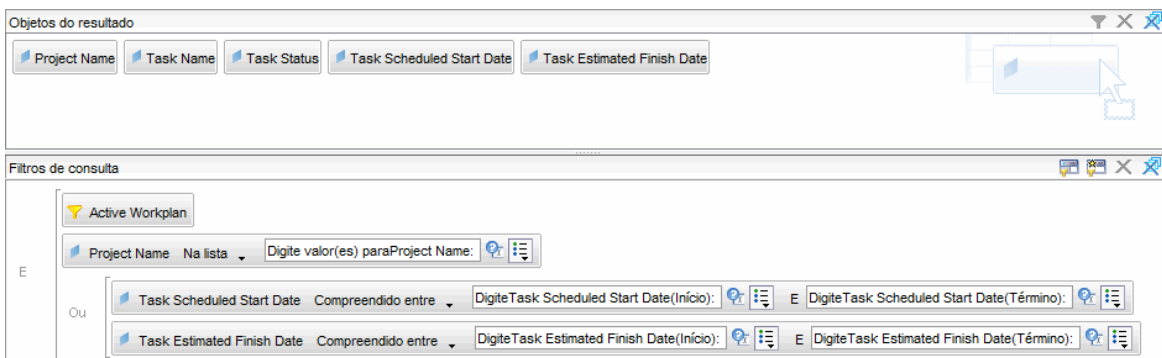 Objetos do resultado
Project Name Task Name Task Status Task Scheduled Start Date Task Estimated Finish Date
Filtros de consulta
Active Workplan
Project Name Na lista Digite valor(es) paraProject Name:
E
Task Scheduled Start Date Compreendido entre DigiteTask Scheduled Start Date(Início): E DigiteTask Scheduled Start Date(Término):
Ou
Task Estimated Finish Date Compreendido entre DigiteTask Estimated Finish Date(Início): E DigiteTask Estimated Finish Date(Término):